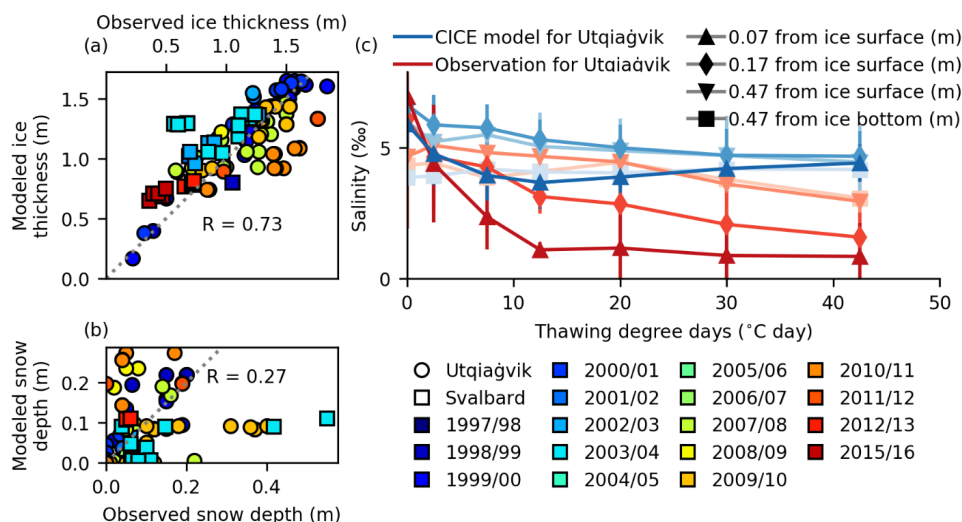 Observed ice thickness (m)
(a) 0.5 1.0 1.5
Modeled ice
thickness (m)
1.5
1.0
0.5
0.0
R = 0.73
(b)
Modeled snow
depth (m)
0.2
0.1
0.0
R = 0.27
0.0 0.2 0.4
Observed snow depth (m)
(c)
CICE model for Utqiaġvik
Observation for Utqiaġvik
0.07 from ice surface (m)
0.17 from ice surface (m)
0.47 from ice surface (m)
0.47 from ice bottom (m)
Salinity (‰)
5
0
0 10 20 30 40 50
Thawing degree days (˚C day)
Utqiaġvik
Svalbard
1997/98
1998/99
1999/00
2000/01
2001/02
2002/03
2003/04
2004/05
2005/06
2006/07
2007/08
2008/09
2009/10
2010/11
2011/12
2012/13
2015/16